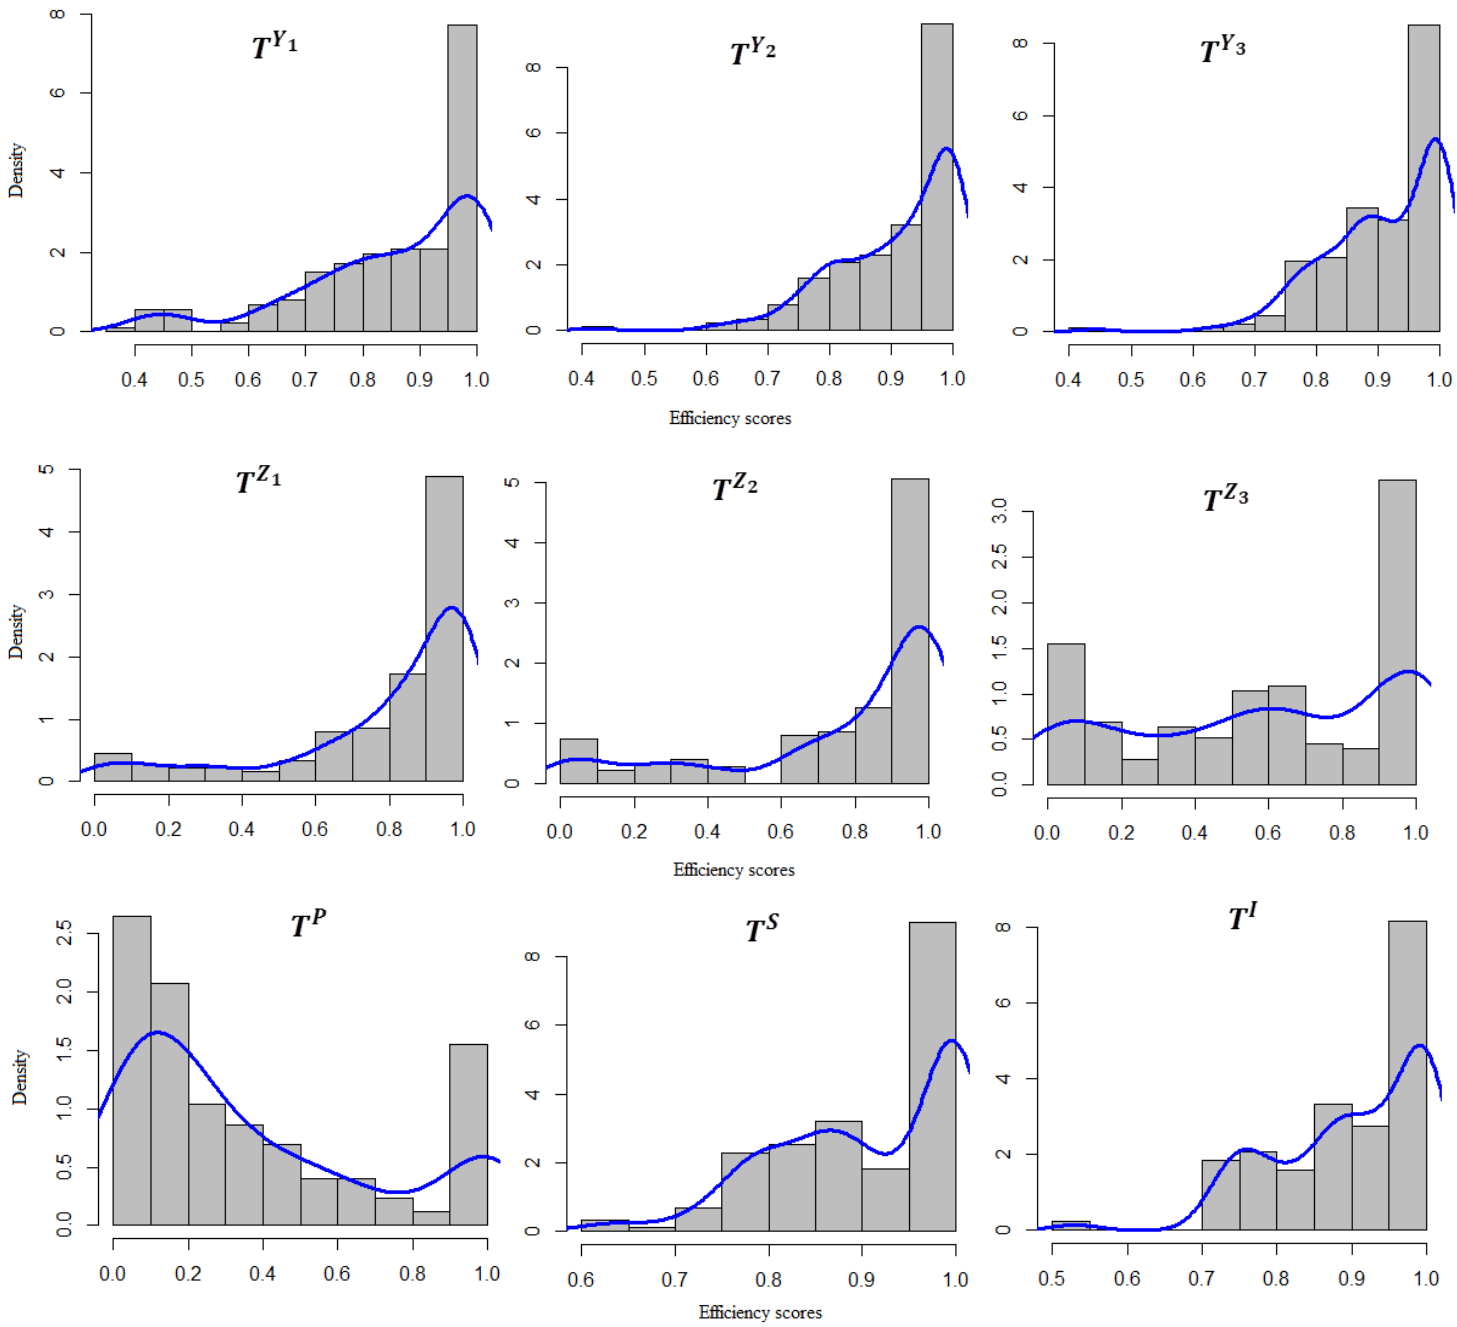 T^Y1
T^Y2
T^Y3
Density
0 2 4 6 8
0 2 4 6 8
0 2 4 6 8
0.4 0.5 0.6 0.7 0.8 0.9 1.0
0.4 0.5 0.6 0.7 0.8 0.9 1.0
0.4 0.5 0.6 0.7 0.8 0.9 1.0
Efficiency scores
T^Z1
T^Z2
T^Z3
Density
0 1 2 3 4 5
0 1 2 3 4 5
0.0 0.5 1.0 1.5 2.0 2.5 3.0
0.0 0.2 0.4 0.6 0.8 1.0
0.0 0.2 0.4 0.6 0.8 1.0
0.0 0.2 0.4 0.6 0.8 1.0
Efficiency scores
T^P
T^S
T^I
Density
0.0 0.5 1.0 1.5 2.0 2.5
0 2 4 6 8
0 2 4 6 8
0.0 0.2 0.4 0.6 0.8 1.0
0.6 0.7 0.8 0.9 1.0
0.5 0.6 0.7 0.8 0.9 1.0
Efficiency scores